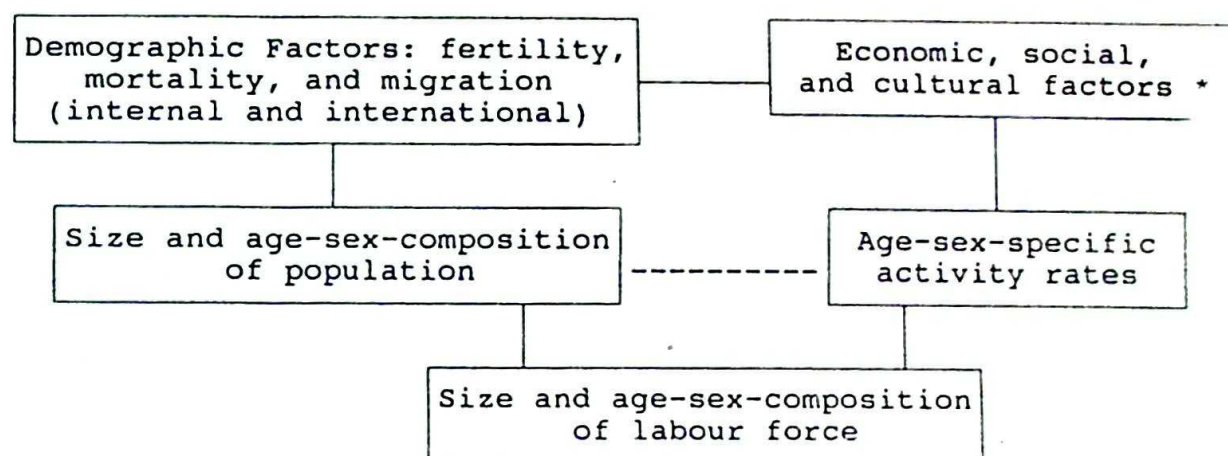 Demographic Factors: fertility,
mortality, and migration
(internal and international)
Economic, social,
and cultural factors *
Size and age-sex-composition
of population
Age-sex-specific
activity rates
Size and age-sex-composition
of labour force